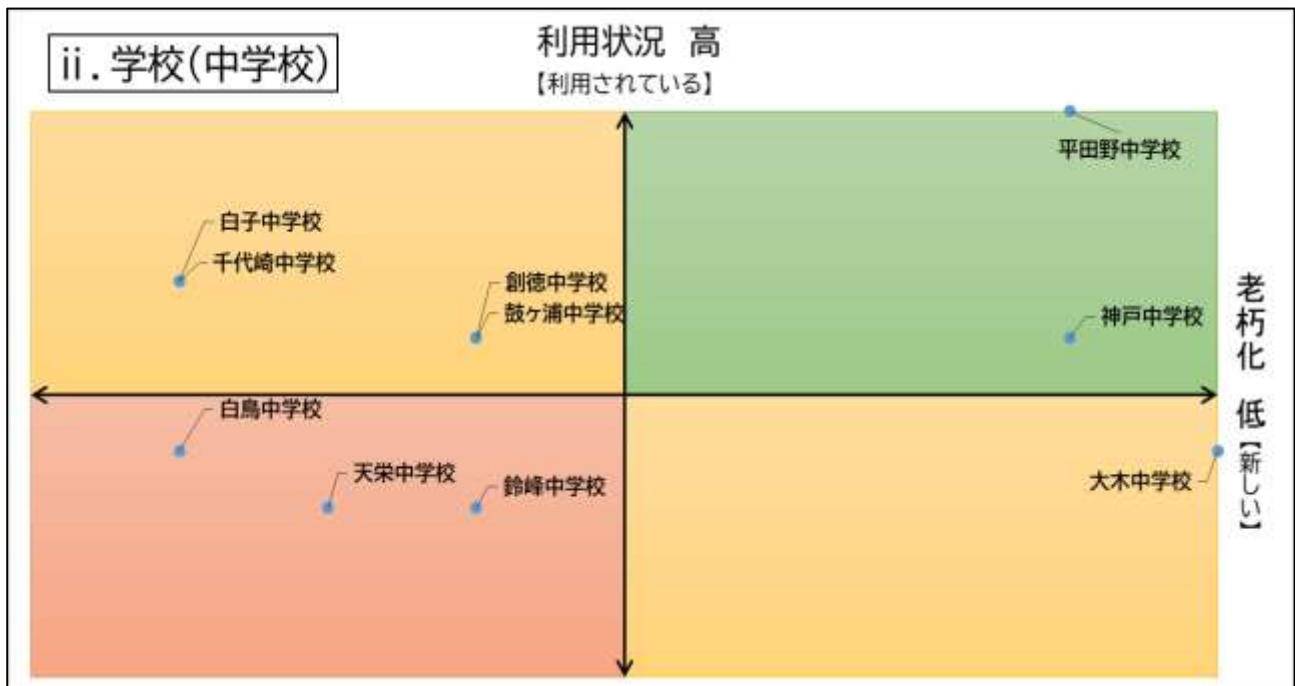 ⅱ.学校(中学校)
利用状況 高
【利用されている】
平田野中学校
白子中学校
千代崎中学校
創徳中学校
鼓ヶ浦中学校
神戸中学校
老朽化 低【新しい】
白鳥中学校
天栄中学校
鈴峰中学校
大木中学校